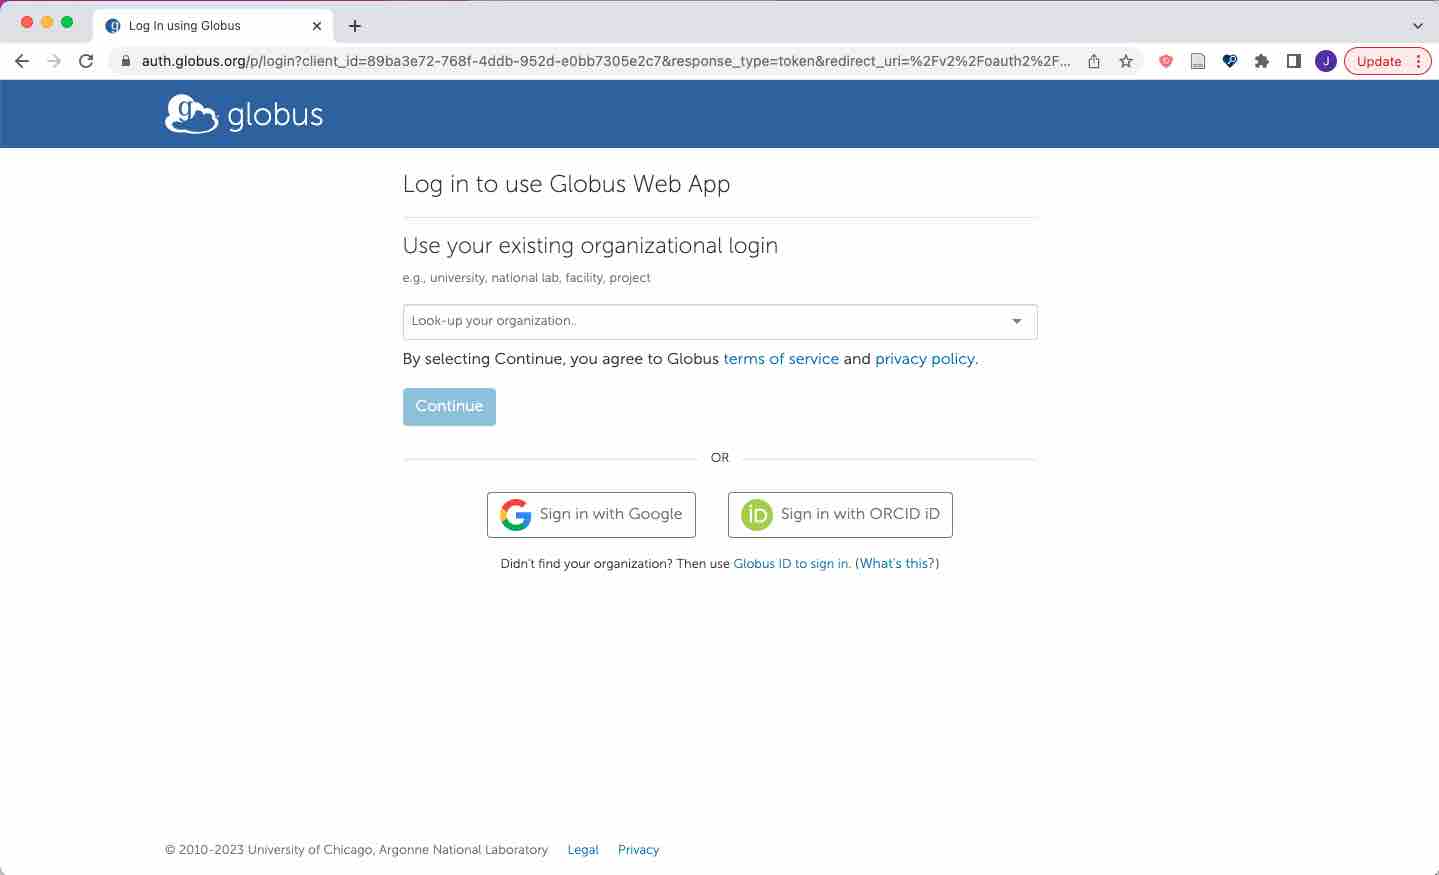 Log In using Globus
auth.globus.org/p/login?client_id=89ba3e72-768f-4ddb-952d-e0bb7305e2c7&response_type=token&redirect_uri=%2Fv2%2Foauth2%2F...
J
Update
globus
Log in to use Globus Web App
Use your existing organizational login
e.g., university, national lab, facility, project
Look-up your organization..
By selecting Continue, you agree to Globus terms of service and privacy policy.
Continue
OR
Sign in with Google
iD Sign in with ORCID iD
Didn't find your organization? Then use Globus ID to sign in. (What's this?)
© 2010-2023 University of Chicago, Argonne National Laboratory Legal Privacy